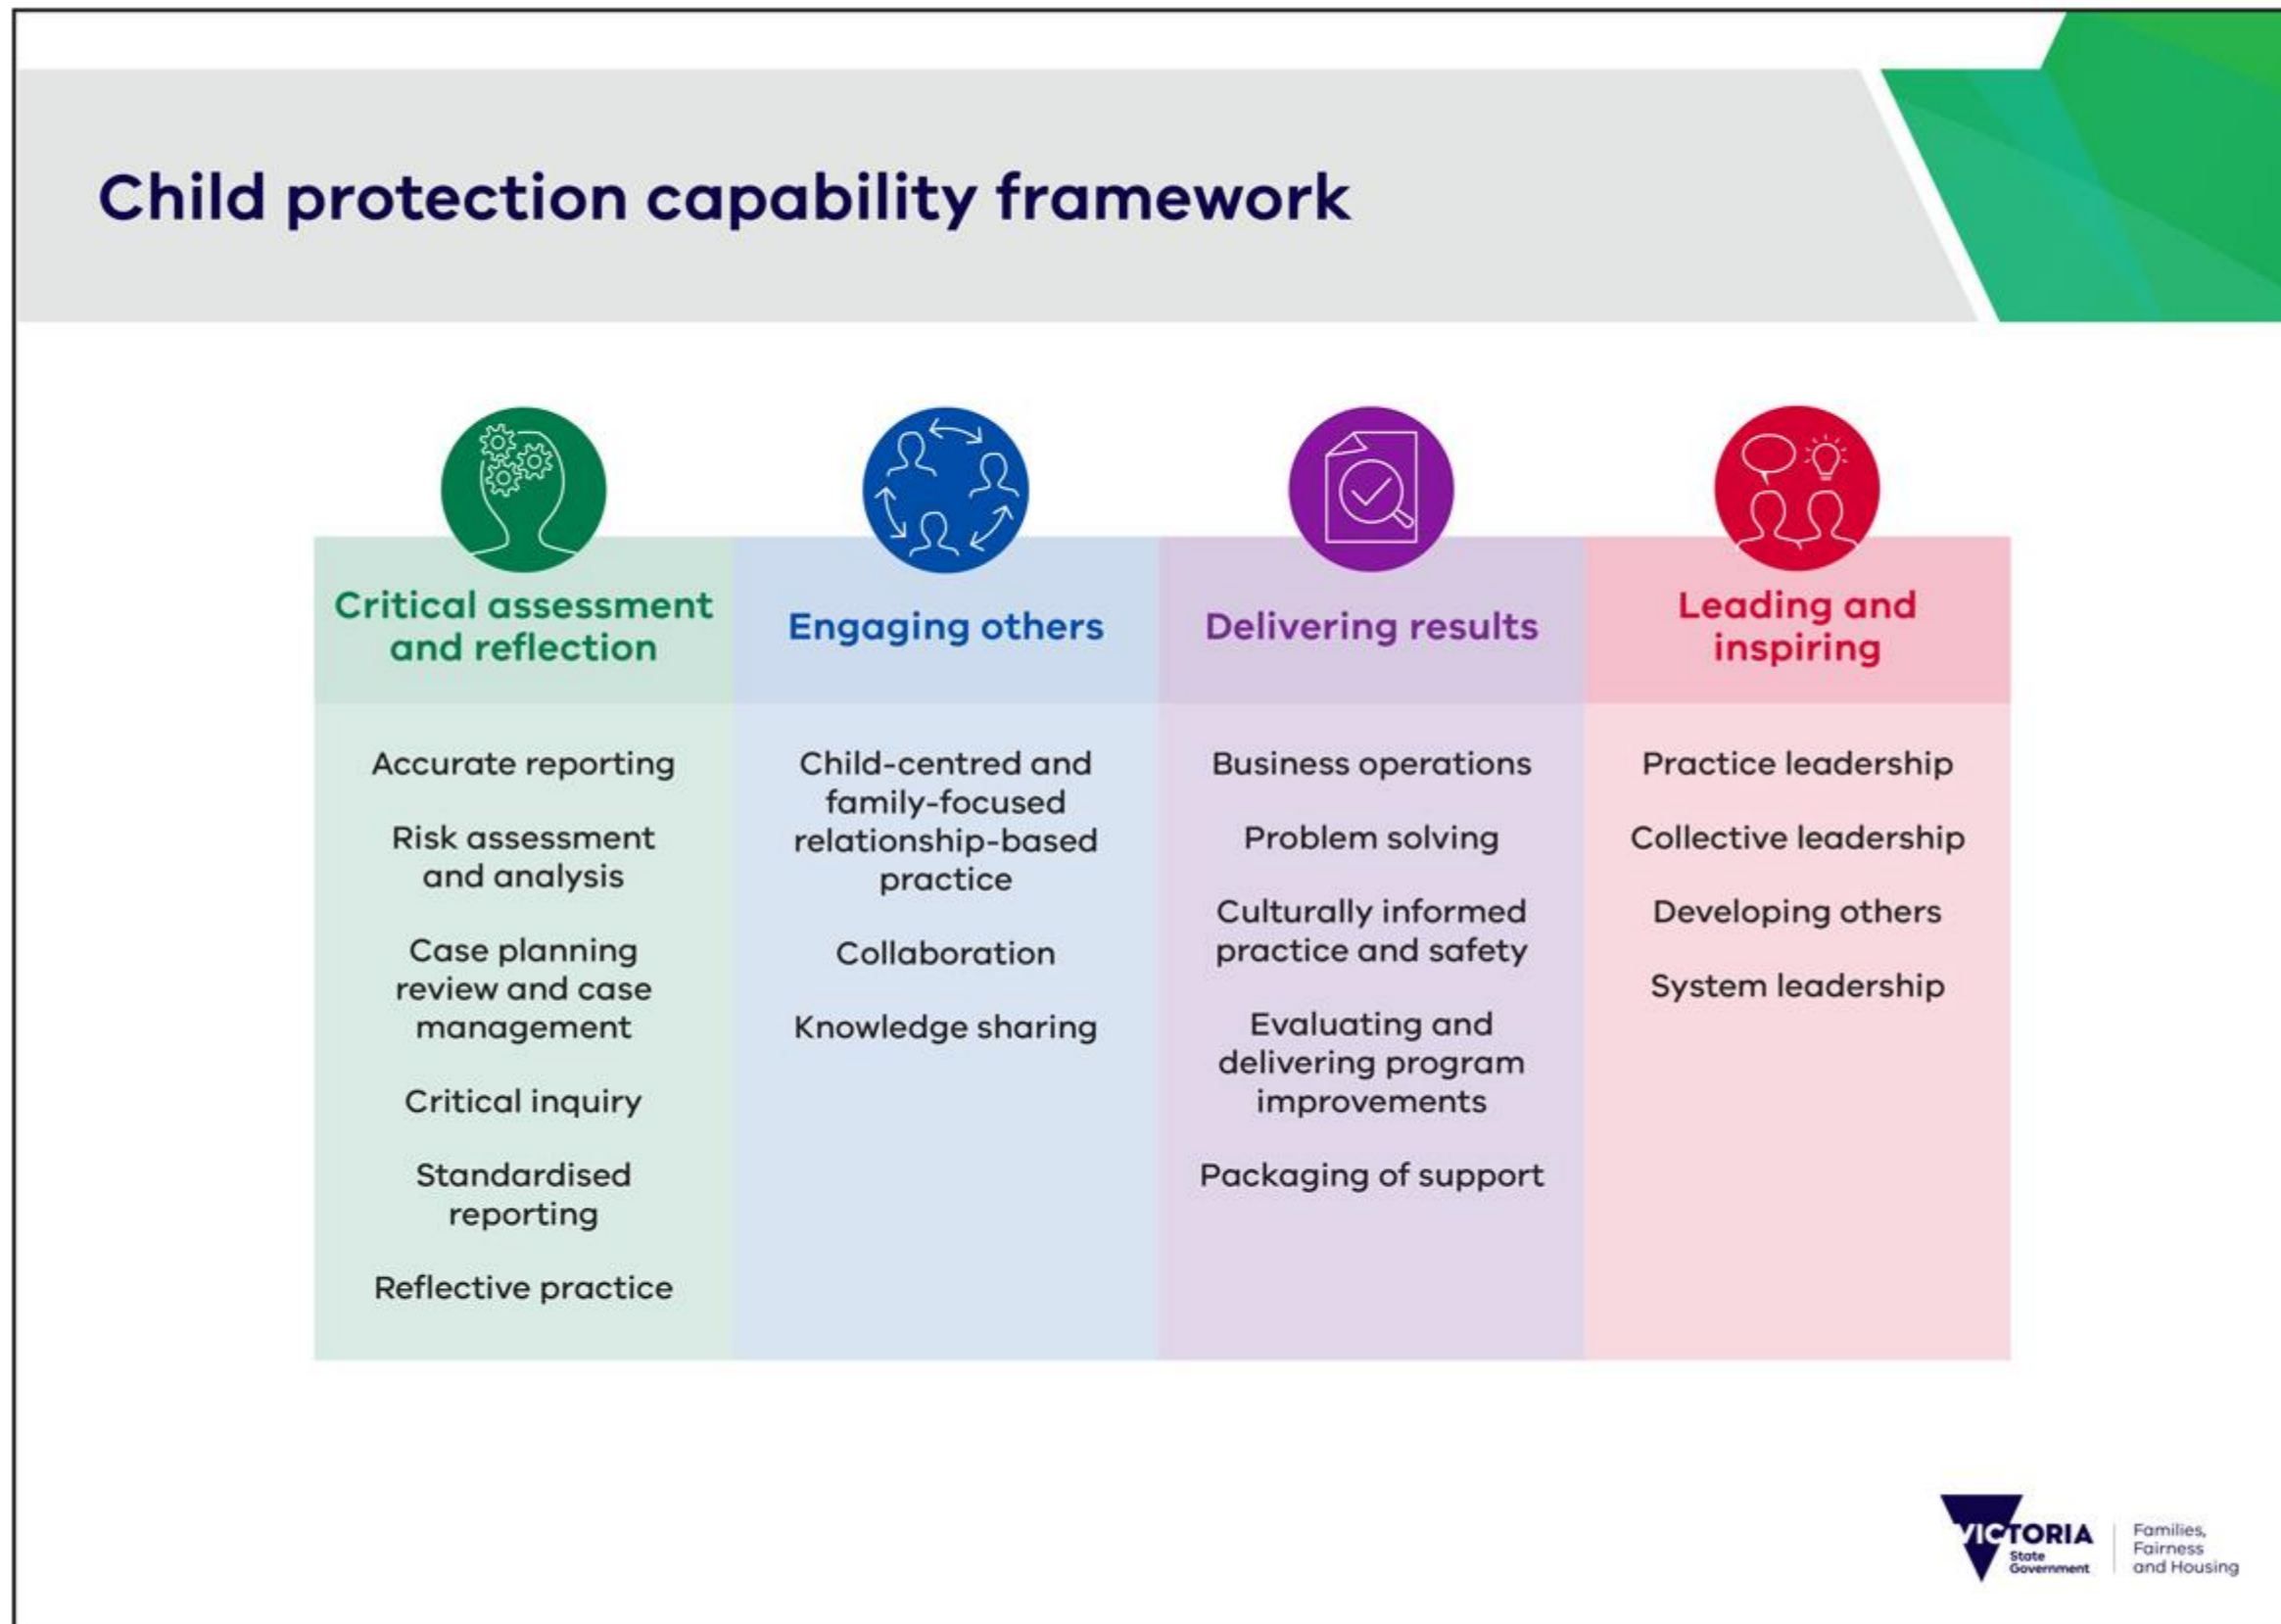 Child protection capability framework
Critical assessment
and reflection
Accurate reporting
Risk assessment
and analysis
Case planning
review and case
management
Critical inquiry
Standardised
reporting
Reflective practice
Engaging others
Child-centred and
family-focused
relationship-based
practice
Collaboration
Knowledge sharing
Delivering results
Business operations
Problem solving
Culturally informed
practice and safety
Evaluating and
delivering program
improvements
Packaging of support
Leading and
inspiring
Practice leadership
Collective leadership
Developing others
System leadership
VICTORIA
State
Government
Families,
Fairness
and Housing